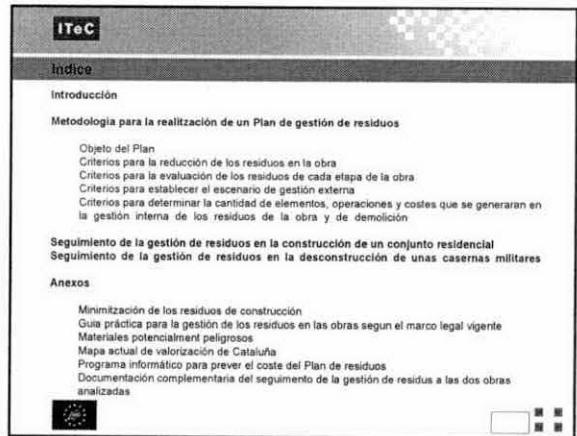 ITeC
Indice
Introducción
Metodologia para la realitzación de un Plan de gestión de residuos
Objeto del Plan
Criterios para la reducción de los residuos en la obra
Criterios para la evaluación de los residuos de cada etapa de la obra
Criterios para establecer el escenario de gestión externa
Criterios para determinar la cantidad de elementos, operaciones y costes que se generaran en
la gestión interna de los residuos de la obra y de demolición
Seguimiento de la gestión de residuos en la construcción de un conjunto residencial
Seguimiento de la gestión de residuos en la desconstrucción de unas casernas militares
Anexos
Minimitzación de los residuos de construcción
Guia práctica para la gestión de los residuos en las obras segun el marco legal vigente
Materiales potencialment peligrosos
Mapa actual de valorización de Cataluña
Programa informático para prever el coste del Plan de residuos
Documentación complementaria del seguimento de la gestión de residus a las dos obras
analizadas